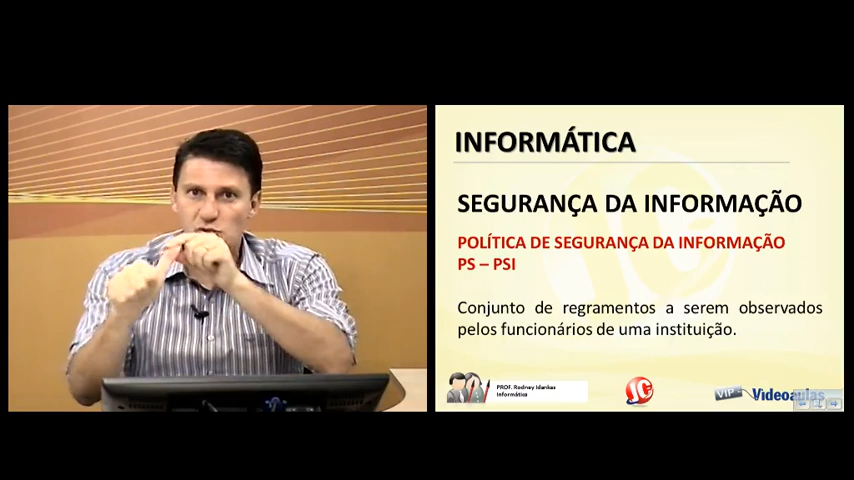 INFORMÁTICA
SEGURANÇA DA INFORMAÇÃO
POLÍTICA DE SEGURANÇA DA INFORMAÇÃO
PS – PSI
Conjunto de regramentos a serem observados
pelos funcionários de uma instituição.
PROF. Rodney Idankas
Informática
JC
VIP Videoaulas